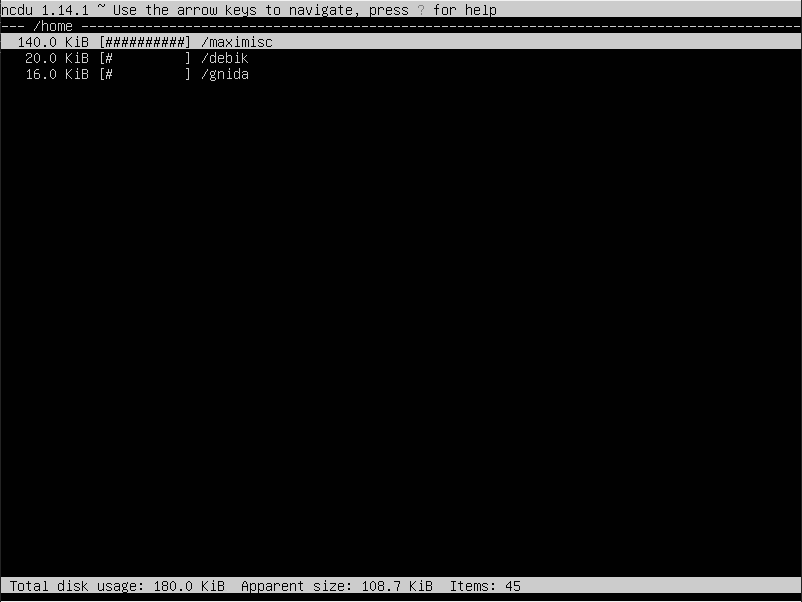 ncdu 1.14.1 ~ Use the arrow keys to navigate, press ? for help
--- /home ------------------------------------------------------------------------------------------
  140.0 KiB [##########] /maximisc
   20.0 KiB [#         ] /debik
   16.0 KiB [#         ] /gnida
 Total disk usage: 180.0 KiB  Apparent size: 108.7 KiB  Items: 45